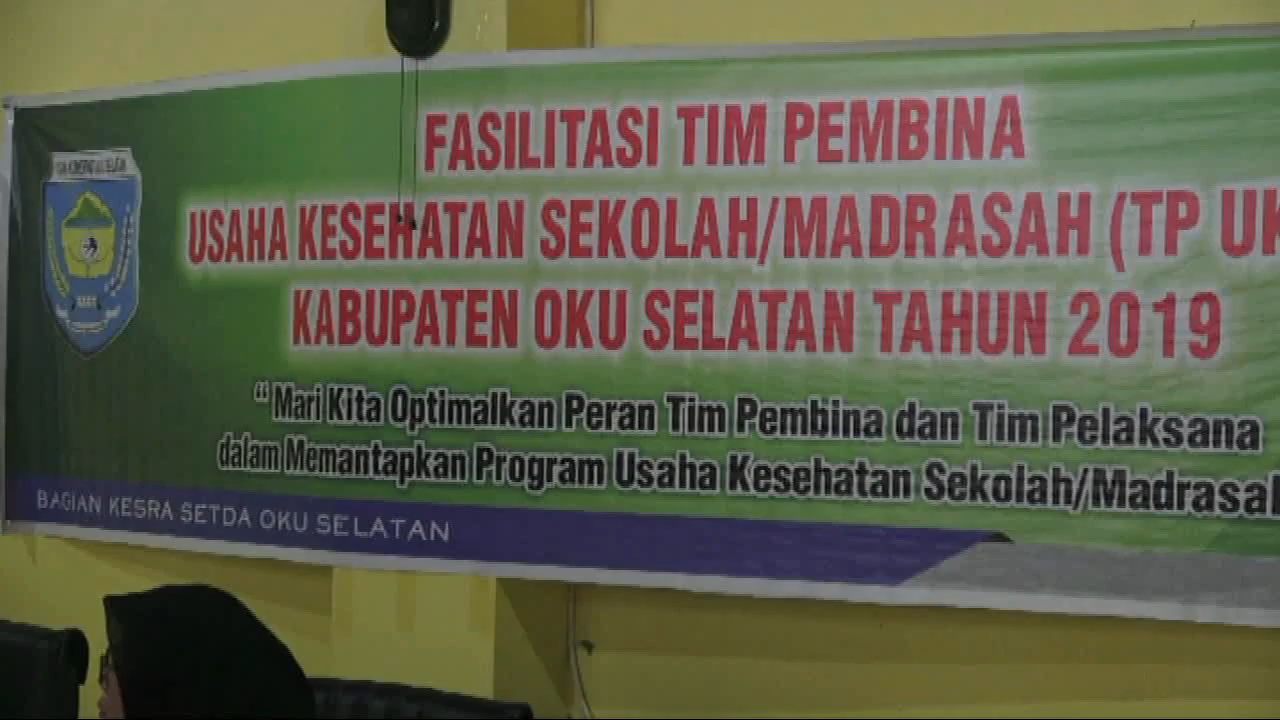 FASILITASI TIM PEMBINA
USAHA KESEHATAN SEKOLAH/MADRASAH (TP
KABUPATEN OKU SELATAN TAHUN 2019
“ Mari Kita Optimalkan Peran Tim Pembina dan Tim Pelaksana
dalam Memantapkan Program Usaha Kesehatan
BAGIAN KESRA SETDA OKU SELATAN